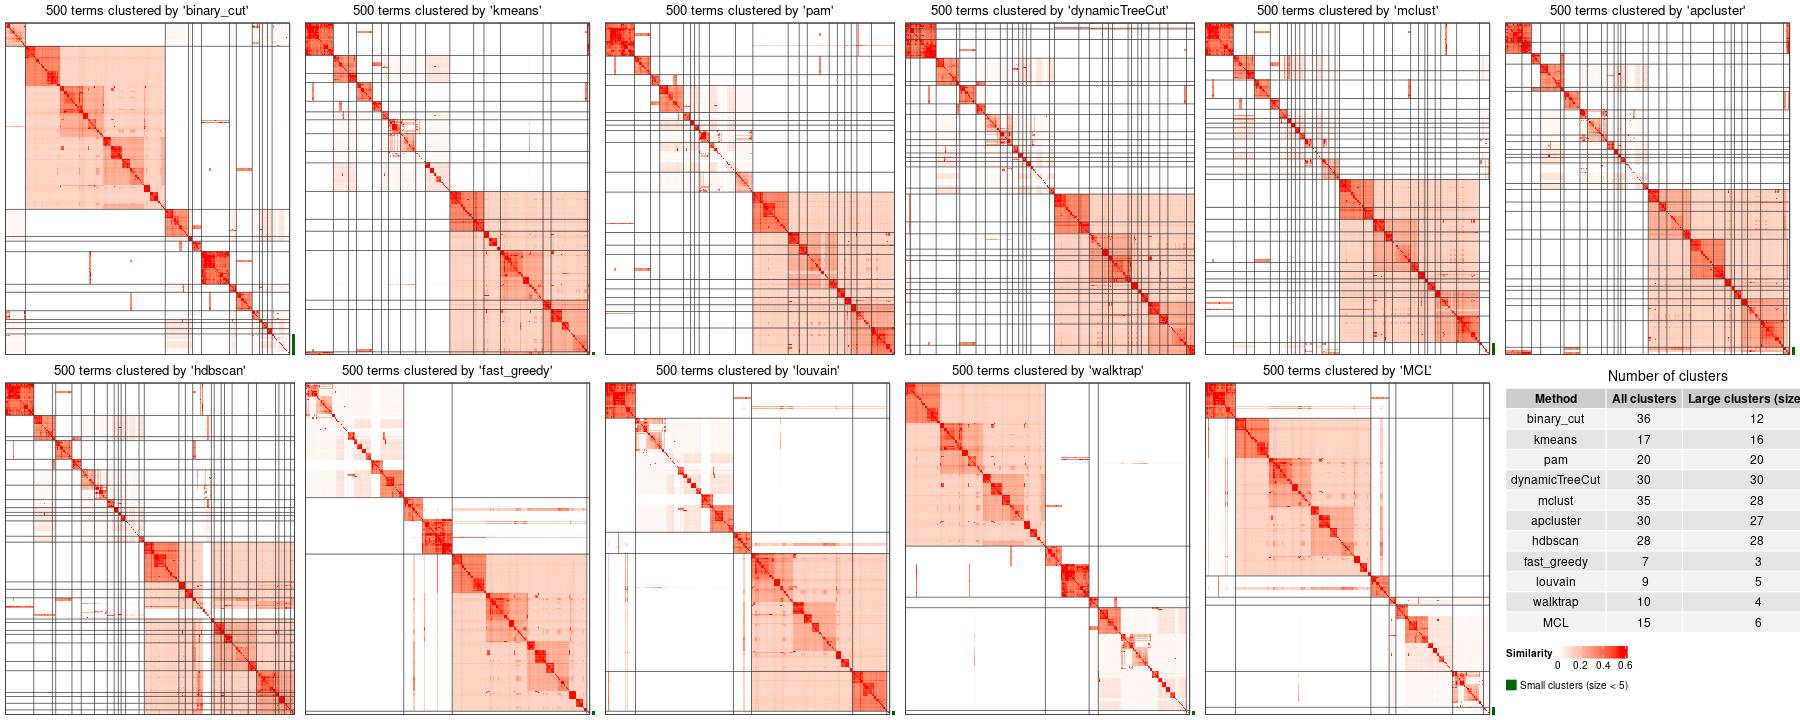 500 terms clustered by 'binary_cut'
500 terms clustered by 'kmeans'
500 terms clustered by 'pam'
500 terms clustered by 'dynamicTreeCut'
500 terms clustered by 'mclust'
500 terms clustered by 'apcluster'
500 terms clustered by 'hdbscan'
500 terms clustered by 'fast_greedy'
500 terms clustered by 'louvain'
500 terms clustered by 'walktrap'
500 terms clustered by 'MCL'
Number of clusters
Method All clusters Large clusters (size
binary_cut 36 12
kmeans 17 16
pam 20 20
dynamicTreeCut 30 30
mclust 35 28
apcluster 30 27
hdbscan 28 28
fast_greedy 7 3
louvain 9 5
walktrap 10 4
MCL 15 6
Similarity
0 0.2 0.4 0.6
Small clusters (size < 5)